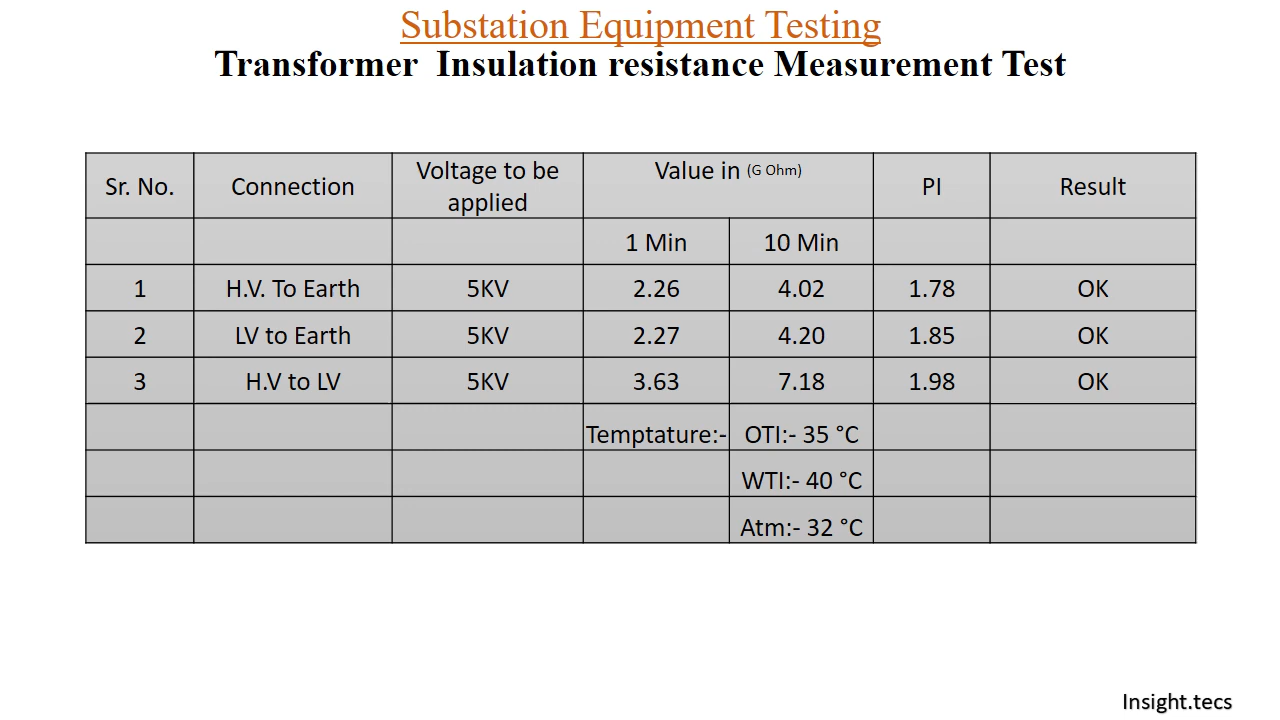 Substation Equipment Testing
Transformer Insulation resistance Measurement Test
Sr. No. Connection Voltage to be applied Value in (G Ohm) PI Result
1 Min 10 Min
1 H.V. To Earth 5KV 2.26 4.02 1.78 OK
2 LV to Earth 5KV 2.27 4.20 1.85 OK
3 H.V to LV 5KV 3.63 7.18 1.98 OK
Temptature:- OTI:- 35 °C
WTI:- 40 °C
Atm:- 32 °C
Insight.tecs